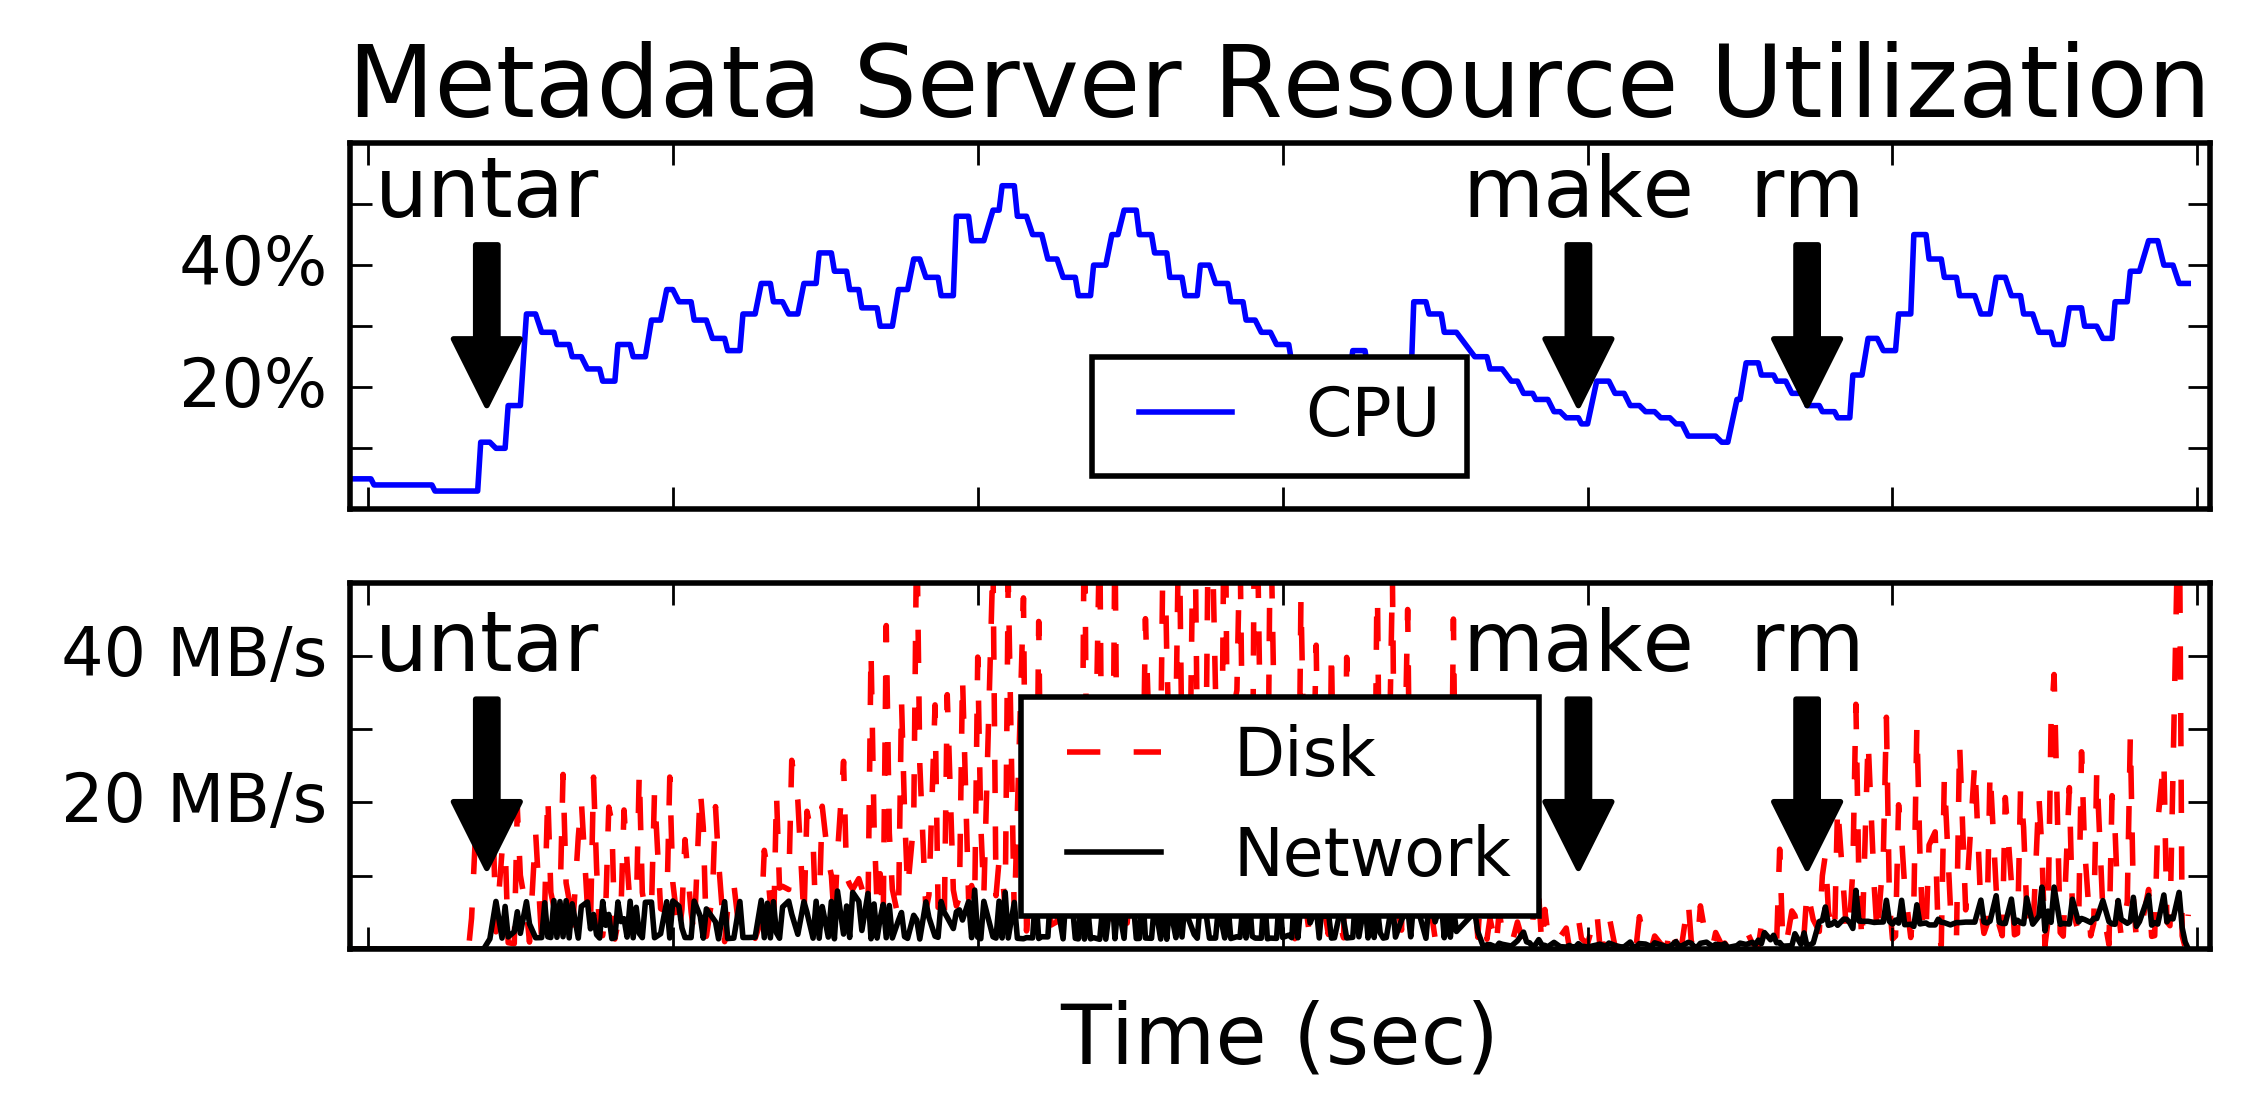 Metadata Server Resource Utilization
untar
make
rm
40%
20%
CPU
untar
make
rm
40 MB/s
20 MB/s
Disk
Network
Time (sec)